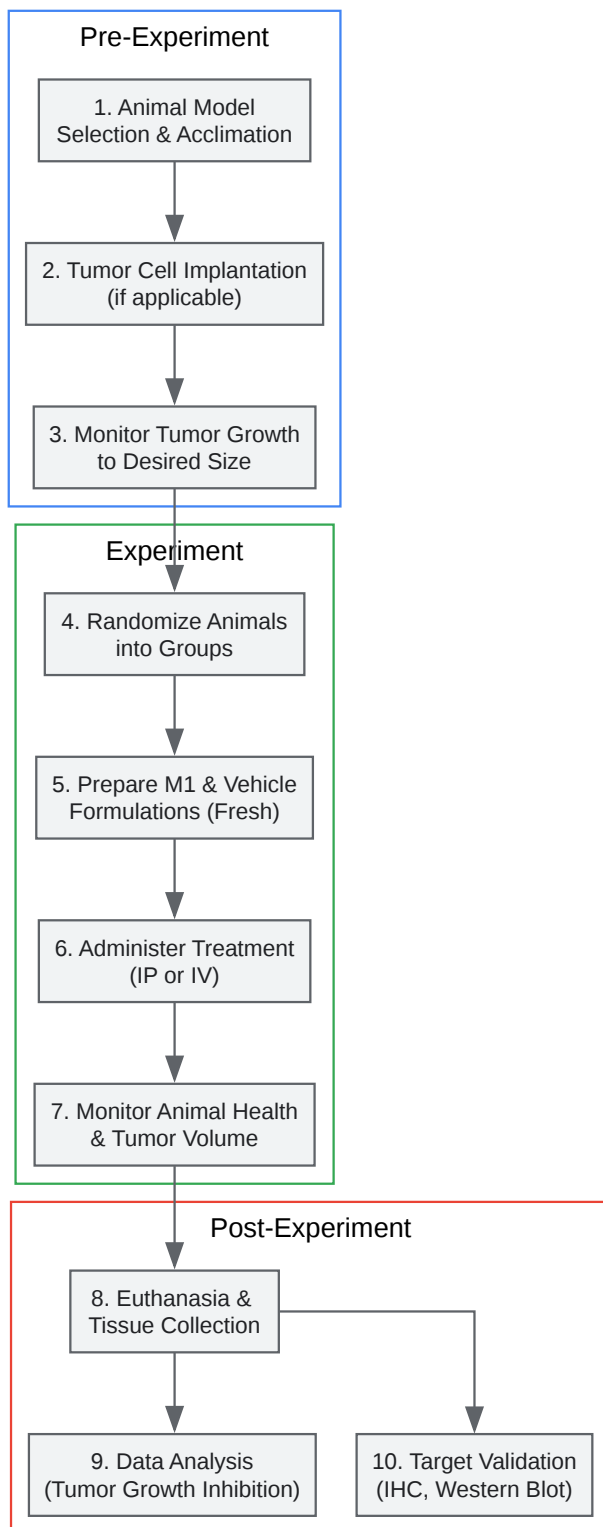 Pre-Experiment
1. Animal Model
Selection & Acclimation
2. Tumor Cell Implantation
(if applicable)
3. Monitor Tumor Growth
to Desired Size
Experiment
4. Randomize Animals
into Groups
5. Prepare M1 & Vehicle
Formulations (Fresh)
6. Administer Treatment
(IP or IV)
7. Monitor Animal Health
& Tumor Volume
Post-Experiment
8. Euthanasia &
Tissue Collection
9. Data Analysis
(Tumor Growth Inhibition)
10. Target Validation
(IHC, Western Blot)